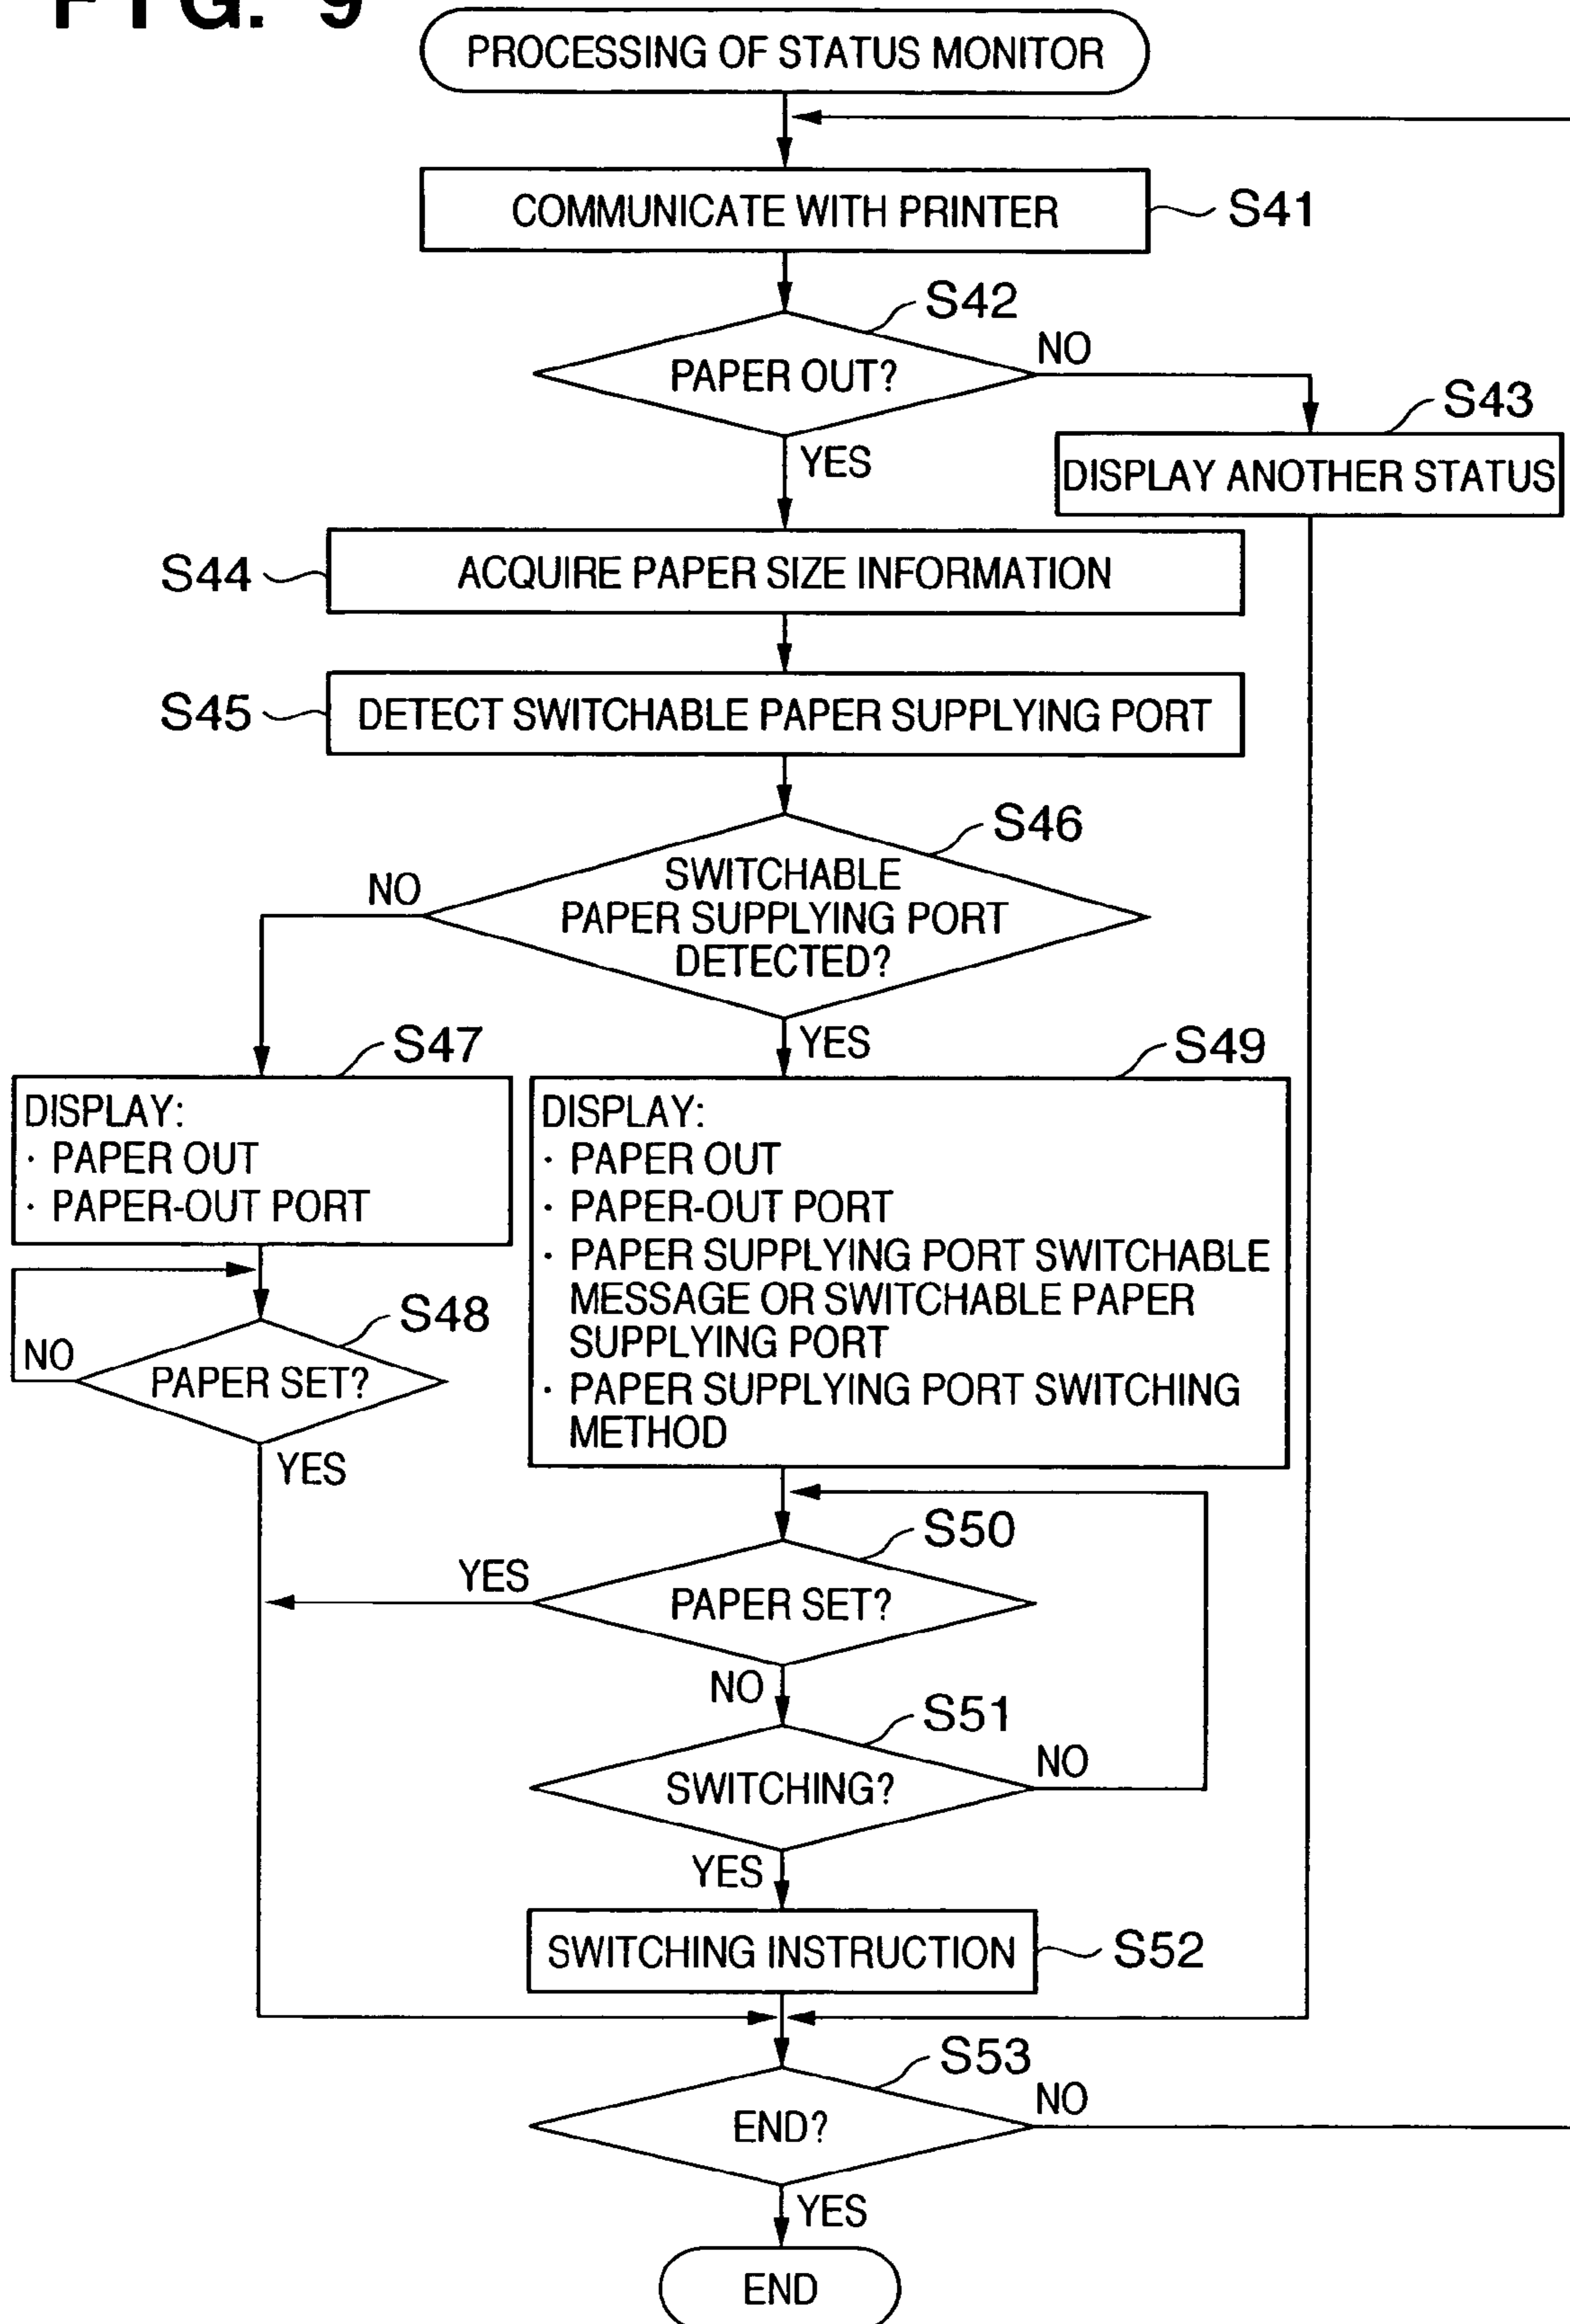 FIG. 9
PROCESSING OF STATUS MONITOR
COMMUNICATE WITH PRINTER
S41
S42
PAPER OUT?
NO
S43
YES
DISPLAY ANOTHER STATUS
S44
ACQUIRE PAPER SIZE INFORMATION
S45
DETECT SWITCHABLE PAPER SUPPLYING PORT
S46
NO
SWITCHABLE
PAPER SUPPLYING PORT
DETECTED?
S47
YES
S49
DISPLAY:
· PAPER OUT
· PAPER-OUT PORT
DISPLAY:
· PAPER OUT
· PAPER-OUT PORT
· PAPER SUPPLYING PORT SWITCHABLE
MESSAGE OR SWITCHABLE PAPER
SUPPLYING PORT
· PAPER SUPPLYING PORT SWITCHING
METHOD
S48
NO
PAPER SET?
YES
S50
YES
PAPER SET?
NO
S51
SWITCHING?
NO
YES
SWITCHING INSTRUCTION
S52
S53
END?
NO
YES
END